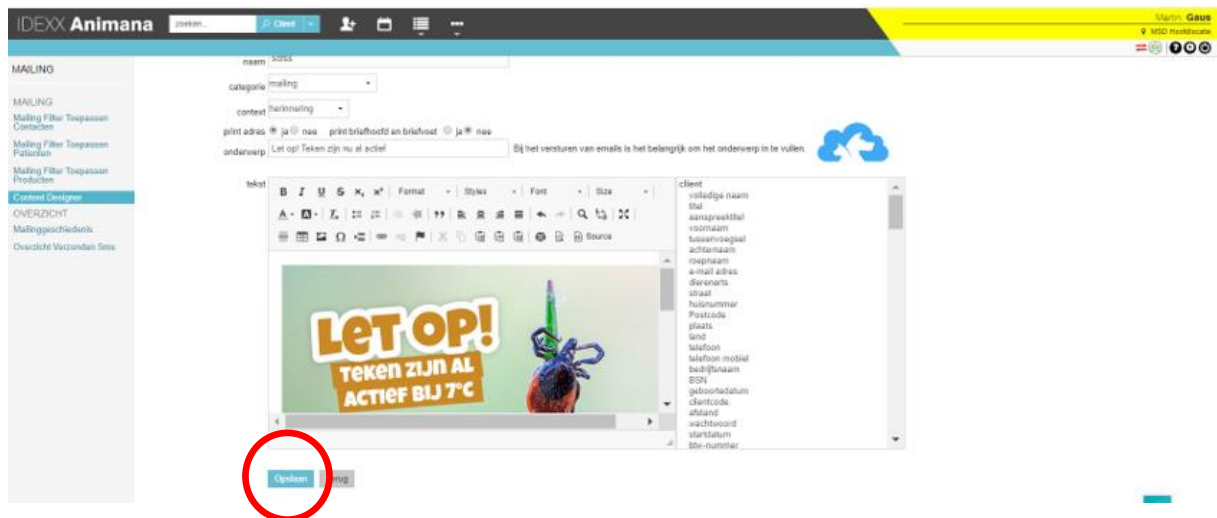 IDEXX Animana
zoeken...
Client
Martin Gaus
MSD Hoofdlocatie
MAILING
MAILING
Mailing Filter Toepassen
Contacten
Mailing Filter Toepassen
Patienten
Mailing Filter Toepassen
Producten
Content Designer
OVERZICHT
Mailinggeschiedenis
Overzicht Verzonden Sms
naam
categorie mailing
context herinnering
print adres ja nee print briefhoofd en briefvoet ja nee
onderwerp Let op! Teken zijn nu al actief Bij het versturen van emails is het belangrijk om het onderwerp in te vullen.
tekst
B I U S x, x² Format Styles Font Size
Source
LET OP!
TEKEN ZIJN AL
ACTIEF BIJ 7°C
client
volledige naam
titel
aanspreektitel
voornaam
tussenvoegsel
achternaam
roepnaam
e-mail adres
dierenarts
straat
huisnummer
Postcode
plaats
land
telefoon
telefoon mobiel
bedrijfsnaam
BSN
geboortedatum
clientcode
afstand
wachtwoord
startdatum
btw-nummer
Opslaan Terug